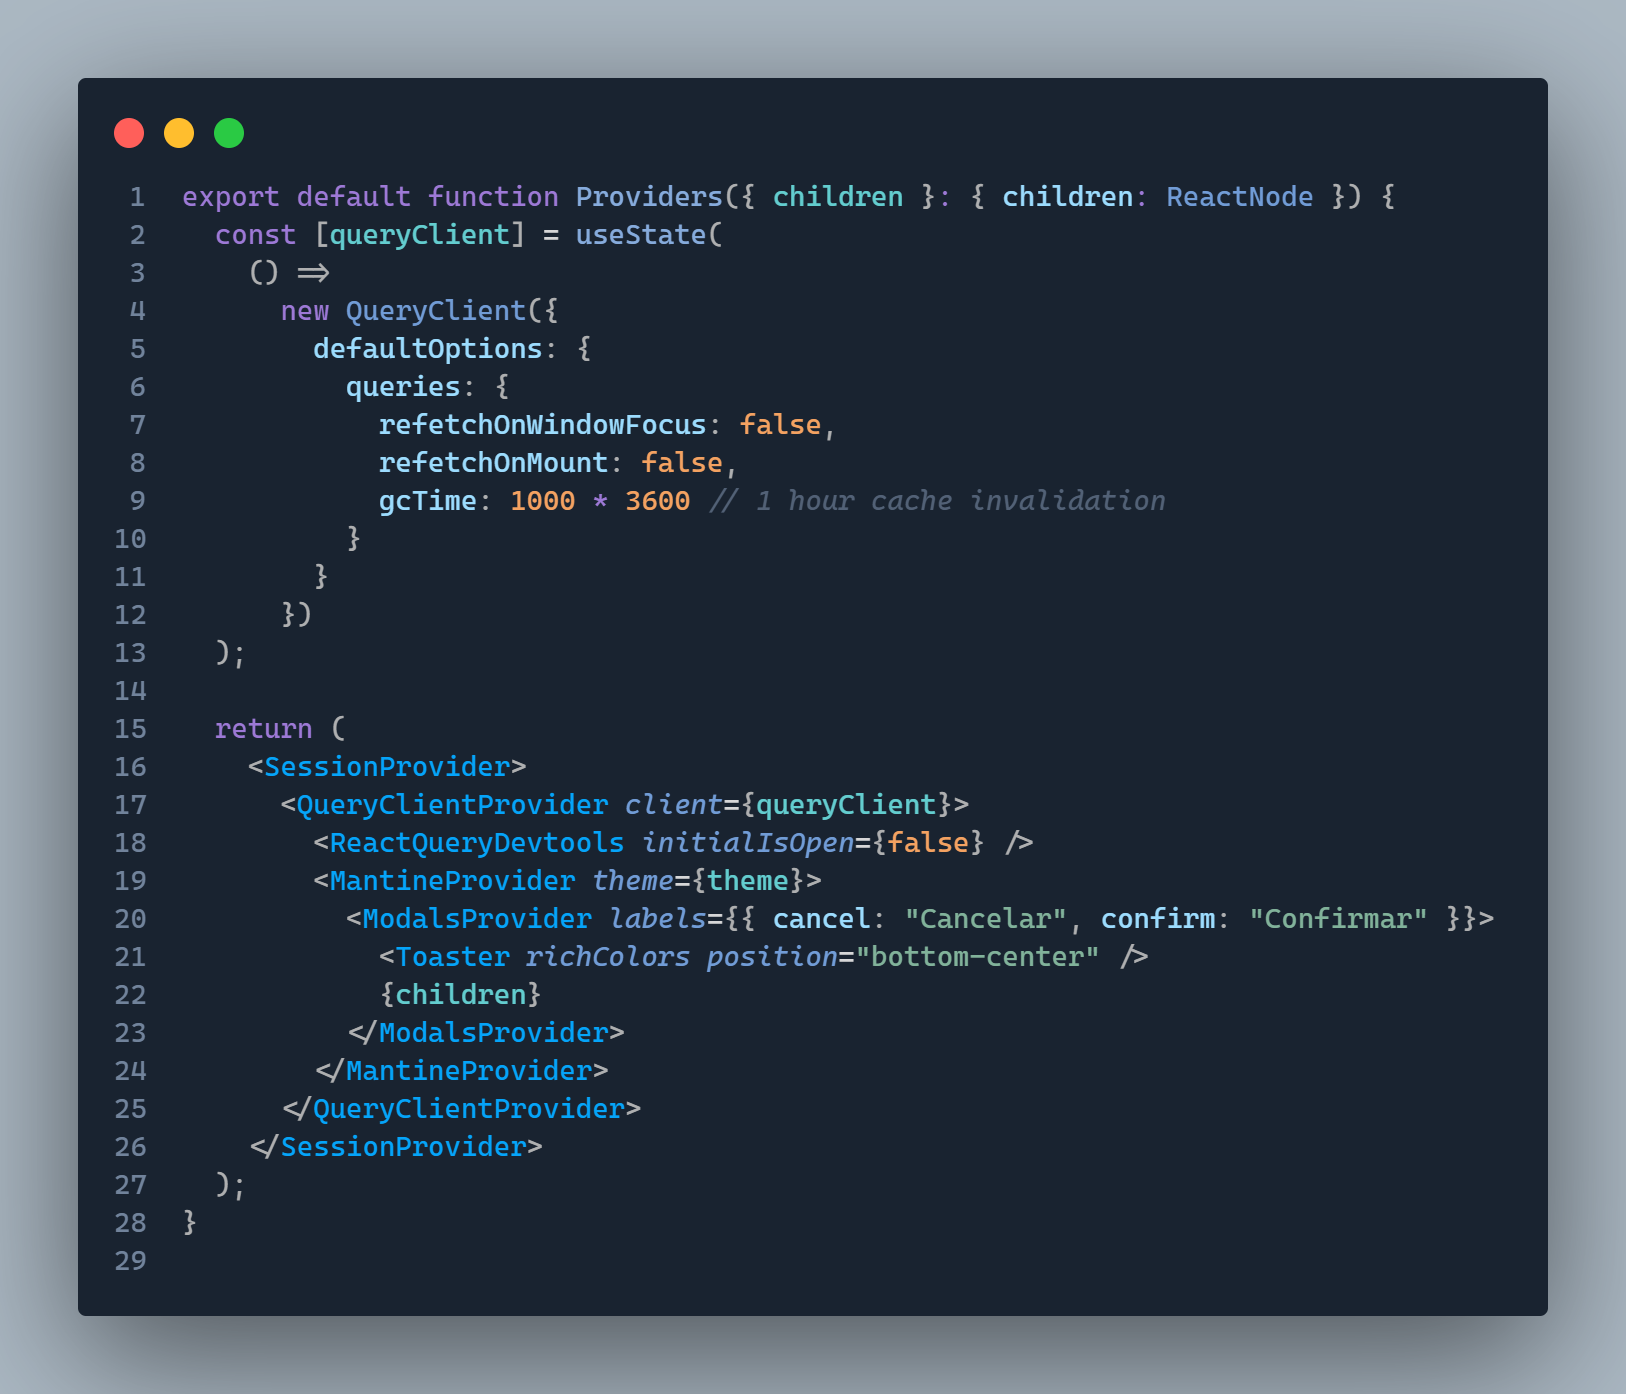 1 export default function Providers({ children }: { children: ReactNode }) {
2   const [queryClient] = useState(
3     () =>
4       new QueryClient({
5         defaultOptions: {
6           queries: {
7             refetchOnWindowFocus: false,
8             refetchOnMount: false,
9             gcTime: 1000 * 3600 // 1 hour cache invalidation
10           }
11         }
12       })
13   );
14
15   return (
16     <SessionProvider>
17       <QueryClientProvider client={queryClient}>
18         <ReactQueryDevtools initialIsOpen={false} />
19         <MantineProvider theme={theme}>
20           <ModalsProvider labels={{ cancel: "Cancelar", confirm: "Confirmar" }}>
21             <Toaster richColors position="bottom-center" />
22             {children}
23           </ModalsProvider>
24         </MantineProvider>
25       </QueryClientProvider>
26     </SessionProvider>
27   );
28 }
29